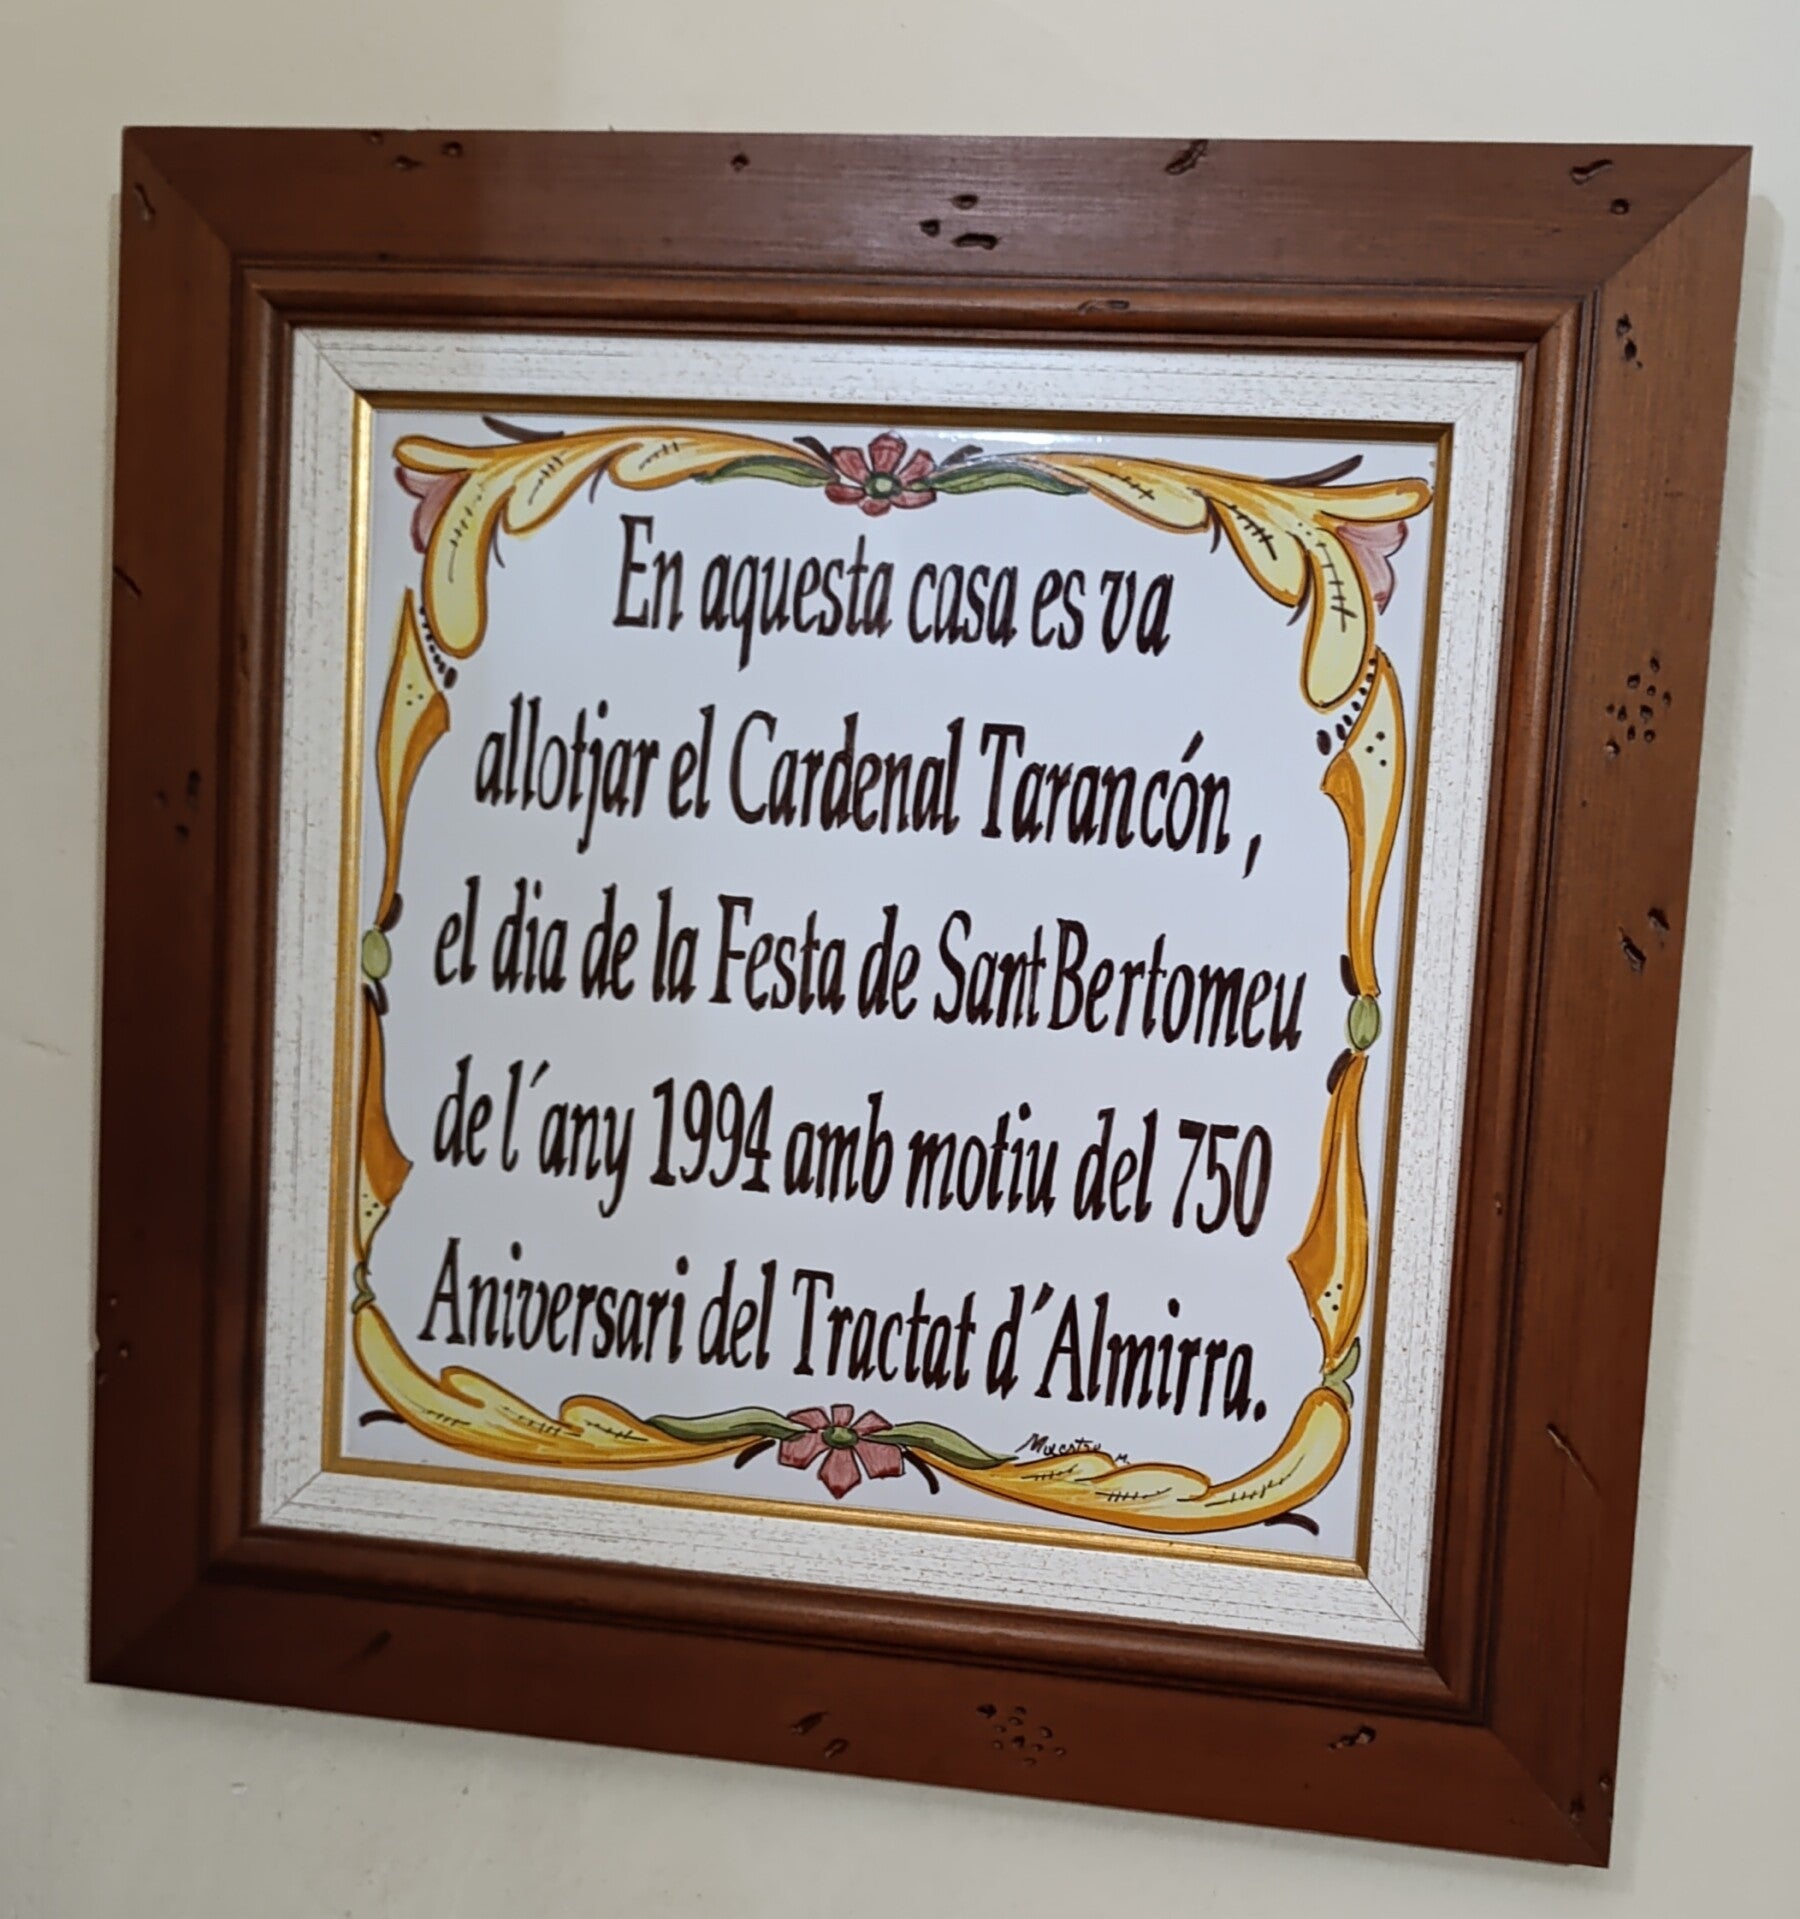 En aquesta casa es va
allotjar el Cardenal Tarancón,
el dia de la Festa de Sant Bertomeu
de l´any 1994 amb motiu del 750
Aniversari del Tractat d´Almirra.
Maestro